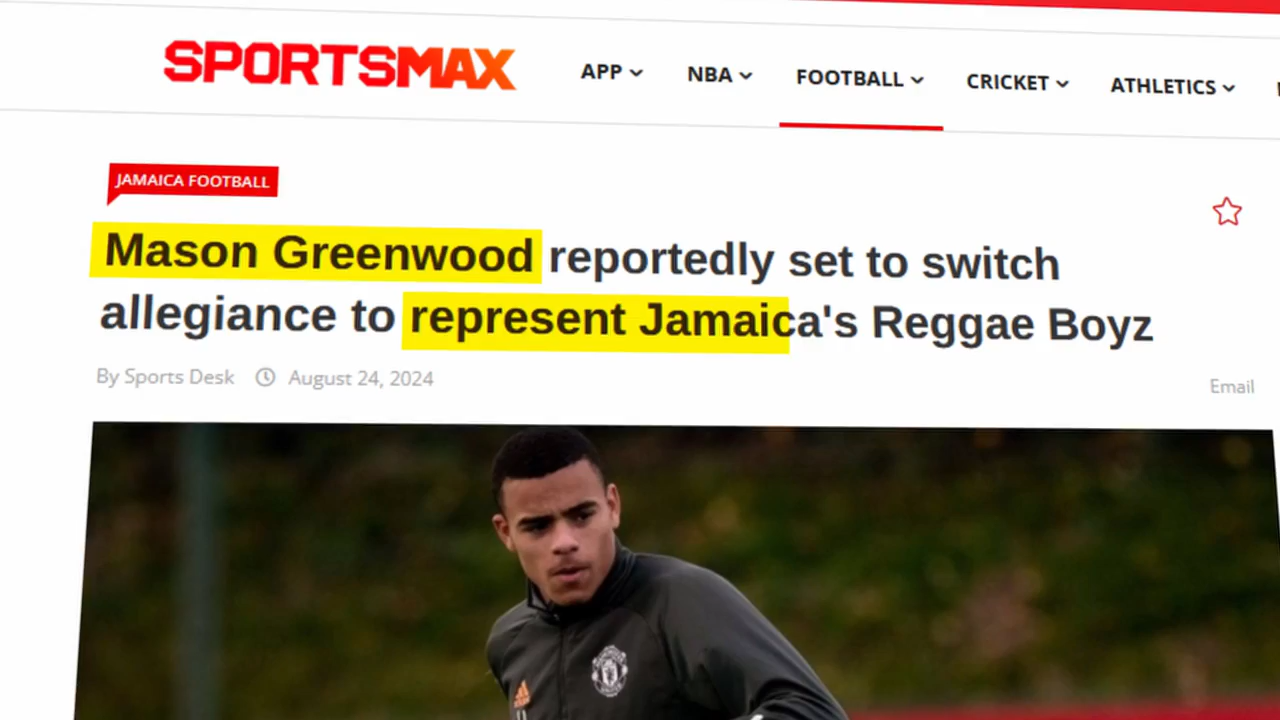 SPORTSMAX
APP NBA FOOTBALL CRICKET ATHLETICS
JAMAICA FOOTBALL
Mason Greenwood reportedly set to switch
allegiance to represent Jamaica's Reggae Boyz
By Sports Desk August 24, 2024
Email